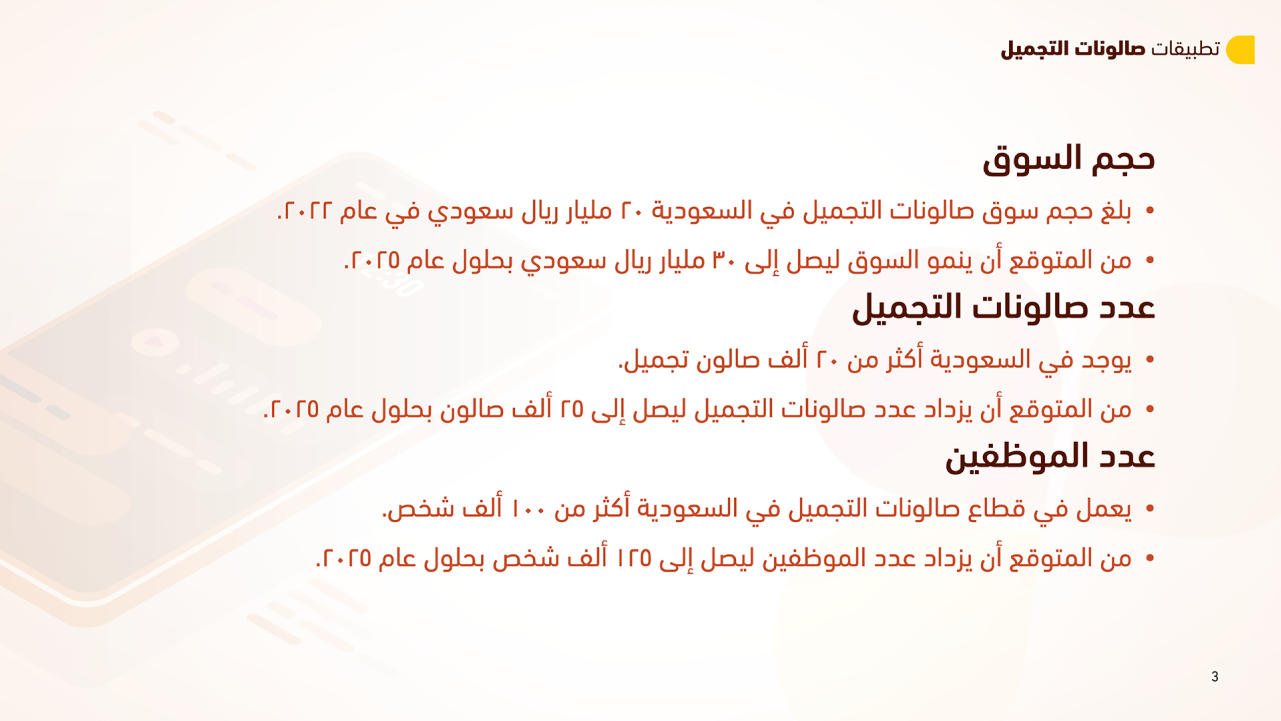 تطبيقات صالونات التجميل
حجم السوق
• بلغ حجم سوق صالونات التجميل في السعودية ٢٠ مليار ريال سعودي في عام ٢٠٢٢.
• من المتوقع أن ينمو السوق ليصل إلى ٣٠ مليار ريال سعودي بحلول عام ٢٠٢٥.
عدد صالونات التجميل
• يوجد في السعودية أكثر من ٢٠ ألف صالون تجميل.
• من المتوقع أن يزداد عدد صالونات التجميل ليصل إلى ٢٥ ألف صالون بحلول عام ٢٠٢٥.
عدد الموظفين
• يعمل في قطاع صالونات التجميل في السعودية أكثر من ١٠٠ ألف شخص.
• من المتوقع أن يزداد عدد الموظفين ليصل إلى ١٢٥ ألف شخص بحلول عام ٢٠٢٥.
3